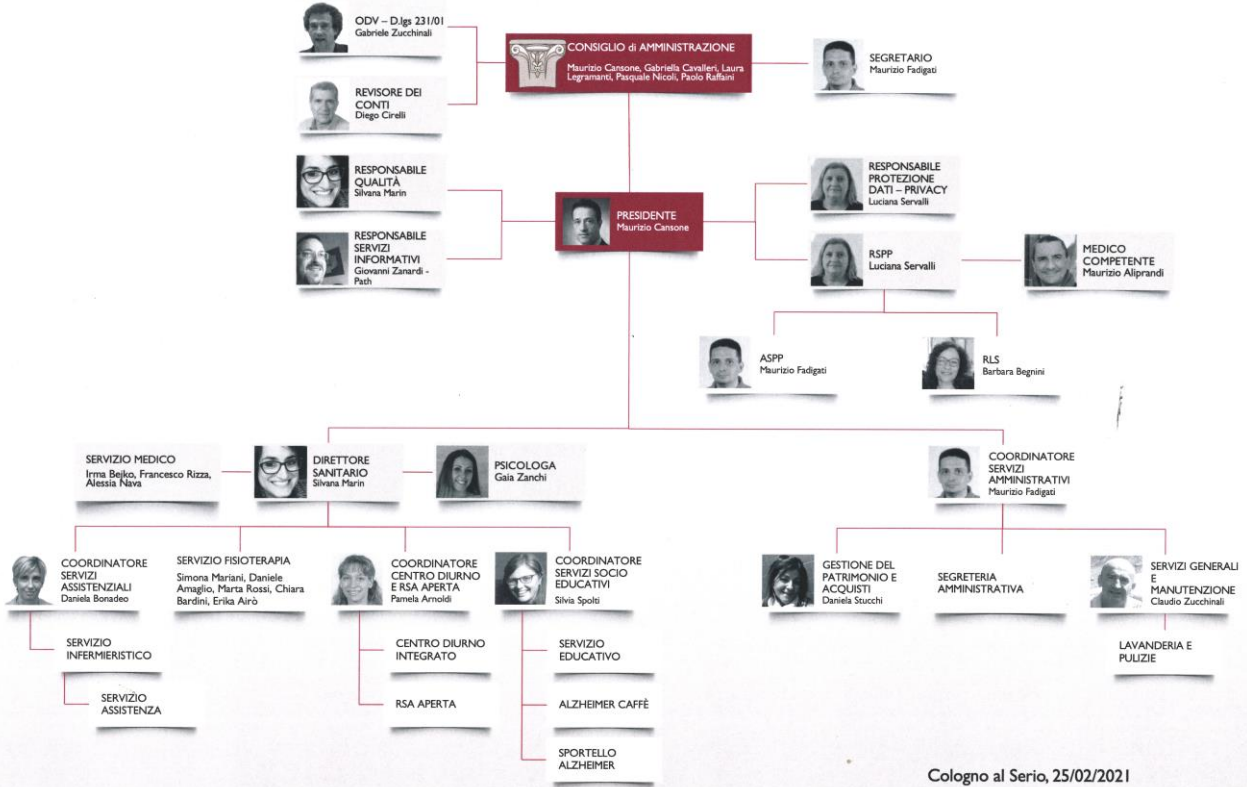 ODV – D.lgs 231/01
Gabriele Zucchinali
CONSIGLIO di AMMINISTRAZIONE
Maurizio Cansone, Gabriella Cavalleri, Laura
Legramanti, Pasquale Nicoli, Paolo Raffaini
SEGRETARIO
Maurizio Fadigati
REVISORE DEI
CONTI
Diego Cirelli
RESPONSABILE
QUALITÀ
Silvana Marin
RESPONSABILE
PROTEZIONE
DATI – PRIVACY
Luciana Servalli
PRESIDENTE
Maurizio Cansone
RESPONSABILE
SERVIZI
INFORMATIVI
Giovanni Zanardi -
Path
RSPP
Luciana Servalli
MEDICO
COMPETENTE
Maurizio Aliprandi
ASPP
Maurizio Fadigati
RLS
Barbara Begnini
SERVIZIO MEDICO
Irma Bejko, Francesco Rizza,
Alessia Nava
DIRETTORE
SANITARIO
Silvana Marin
PSICOLOGA
Gaia Zanchi
COORDINATORE
SERVIZI
AMMINISTRATIVI
Maurizio Fadigati
COORDINATORE
SERVIZI
ASSISTENZIALI
Daniela Bonadeo
SERVIZIO FISIOTERAPIA
Simona Mariani, Daniele
Amaglio, Marta Rossi, Chiara
Bardini, Erika Airò
COORDINATORE
CENTRO DIURNO
E RSA APERTA
Pamela Arnoldi
COORDINATORE
SERVIZI SOCIO
EDUCATIVI
Silvia Spolti
GESTIONE DEL
PATRIMONIO E
ACQUISTI
Daniela Stucchi
SEGRETERIA
AMMINISTRATIVA
SERVIZI GENERALI
E
MANUTENZIONE
Claudio Zucchinali
SERVIZIO
INFERMIERISTICO
CENTRO DIURNO
INTEGRATO
SERVIZIO
EDUCATIVO
LAVANDERIA E
PULIZIE
SERVIZIO
ASSISTENZA
RSA APERTA
ALZHEIMER CAFFÈ
SPORTELLO
ALZHEIMER
Cologno al Serio, 25/02/2021